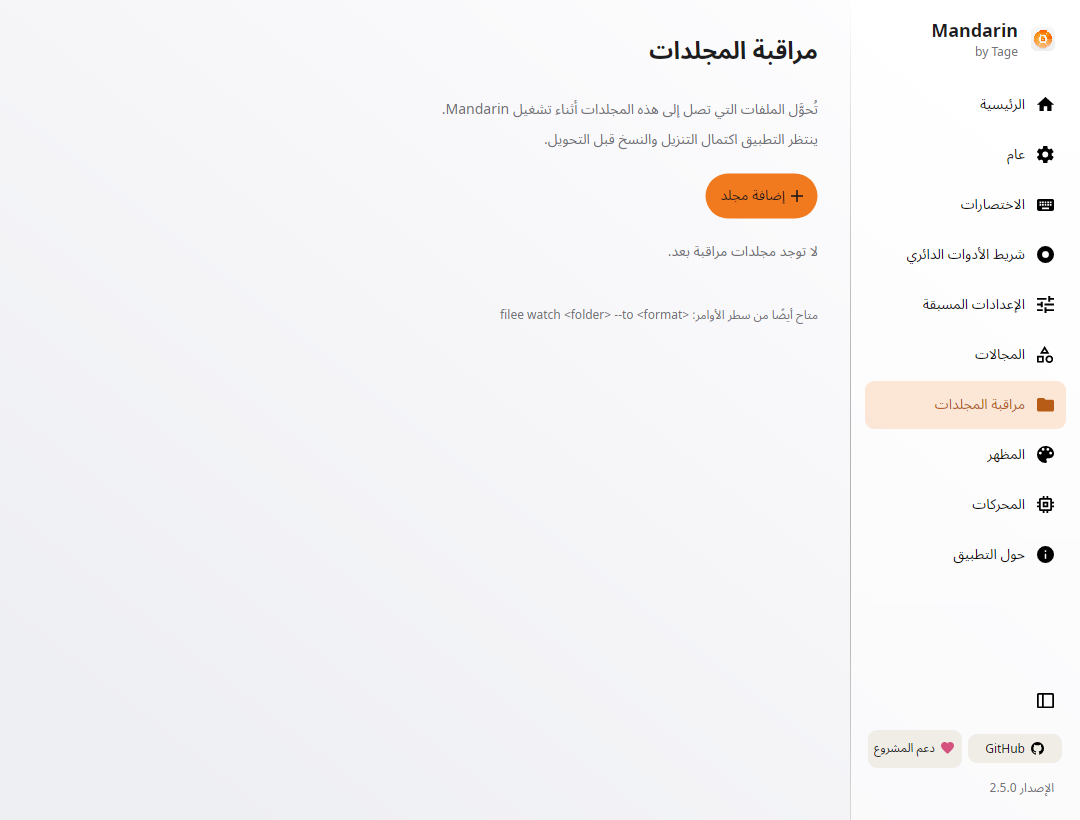 Mandarin
by Tage
الرئيسية
عام
الاختصارات
شريط الأدوات الدائري
الإعدادات المسبقة
المجالات
مراقبة المجلدات
المظهر
المحركات
حول التطبيق
GitHub
دعم المشروع
الإصدار 2.5.0
مراقبة المجلدات
تُحوَّل الملفات التي تصل إلى هذه المجلدات أثناء تشغيل Mandarin.
ينتظر التطبيق اكتمال التنزيل والنسخ قبل التحويل.
إضافة مجلد
لا توجد مجلدات مراقبة بعد.
متاح أيضًا من سطر الأوامر: filee watch <folder> --to <format>